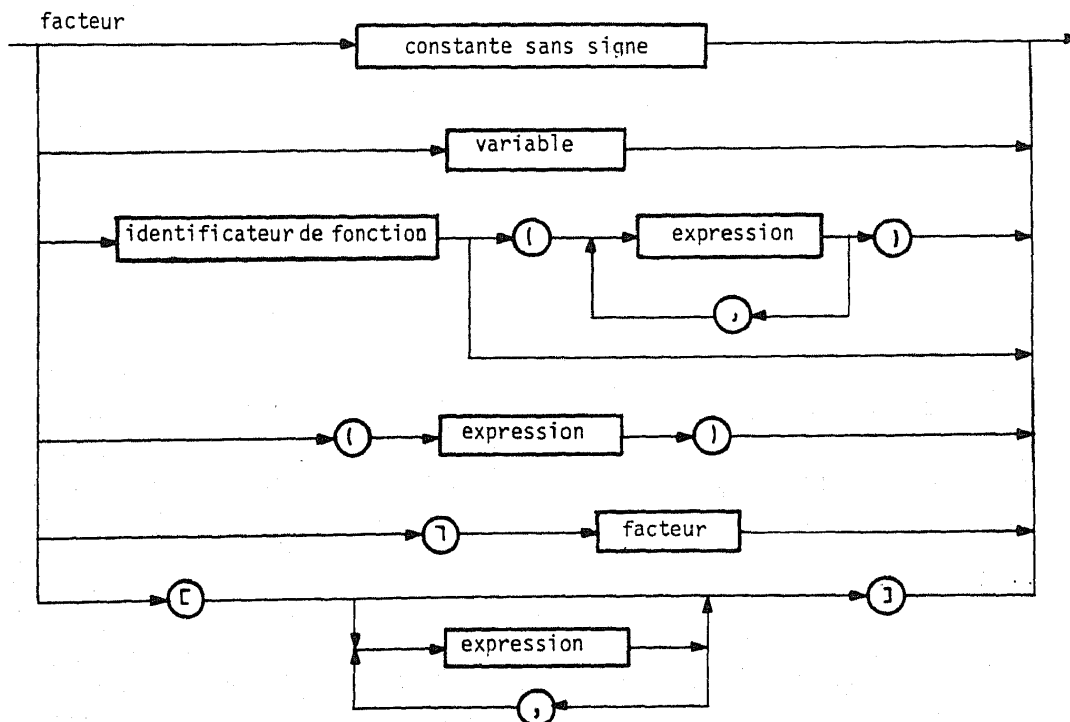 facteur
constante sans signe
variable
identificateur de fonction ( expression )
,
( expression )
¬ facteur
[ ]
expression
,